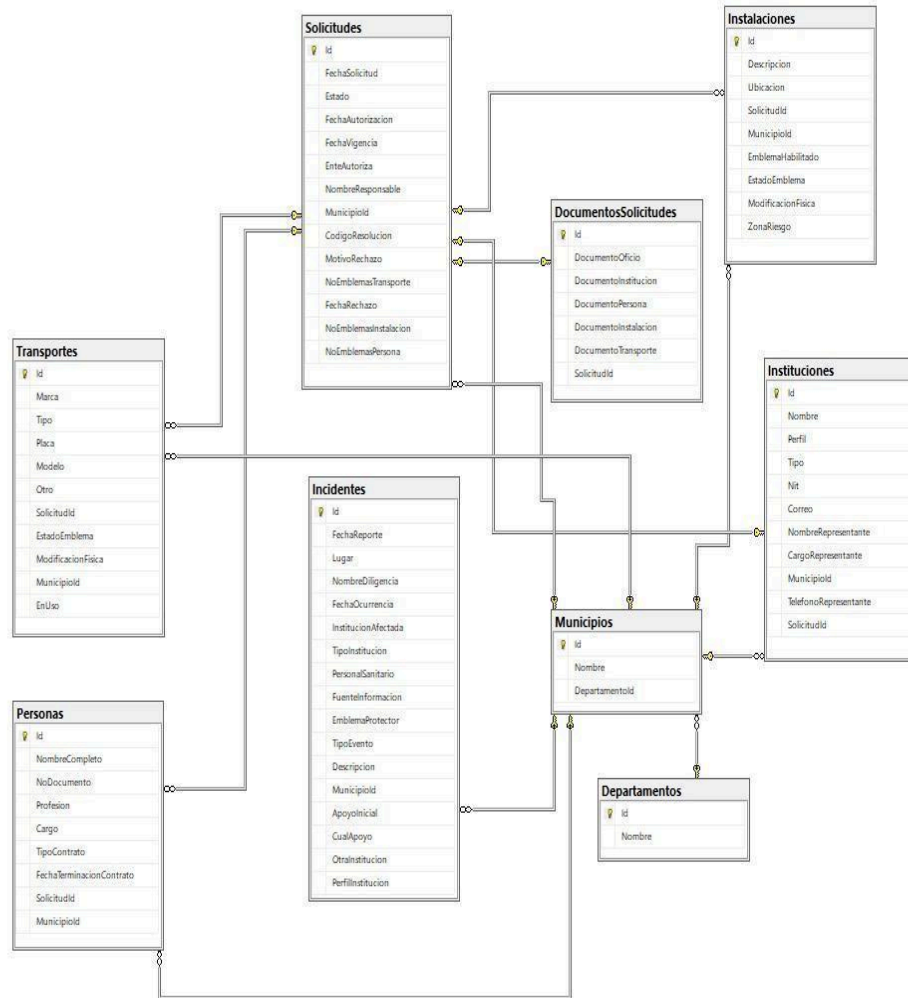 Solicitudes
Id
FechaSolicitud
Estado
FechaAutorizacion
FechaVigencia
EnteAutoriza
NombreResponsable
MunicipioId
CodigoResolucion
MotivoRechazo
NoEmblemasTransporte
FechaRechazo
NoEmblemasInstalacion
NoEmblemasPersona
Instalaciones
Id
Descripcion
Ubicacion
SolicitudId
MunicipioId
EmblemaHabilitado
EstadoEmblema
ModificacionFisica
ZonaRiesgo
DocumentosSolicitudes
Id
DocumentoOficio
DocumentoInstitucion
DocumentoPersona
DocumentoInstalacion
DocumentoTransporte
SolicitudId
Transportes
Id
Marca
Tipo
Placa
Modelo
Otro
SolicitudId
EstadoEmblema
ModificacionFisica
MunicipioId
EnUso
Instituciones
Id
Nombre
Perfil
Tipo
Nit
Correo
NombreRepresentante
CargoRepresentante
MunicipioId
TelefonoRepresentante
SolicitudId
Incidentes
Id
FechaReporte
Lugar
NombreDiligencia
FechaOcurrencia
InstitucionAfectada
TipoInstitucion
PersonalSanitario
FuenteInformacion
EmblemaProtector
TipoEvento
Descripcion
MunicipioId
ApoyoInicial
CualApoyo
OtraInstitucion
PerfilInstitucion
Municipios
Id
Nombre
DepartamentoId
Personas
Id
NombreCompleto
NoDocumento
Profesion
Cargo
TipoContrato
FechaTerminacionContrato
SolicitudId
MunicipioId
Departamentos
Id
Nombre